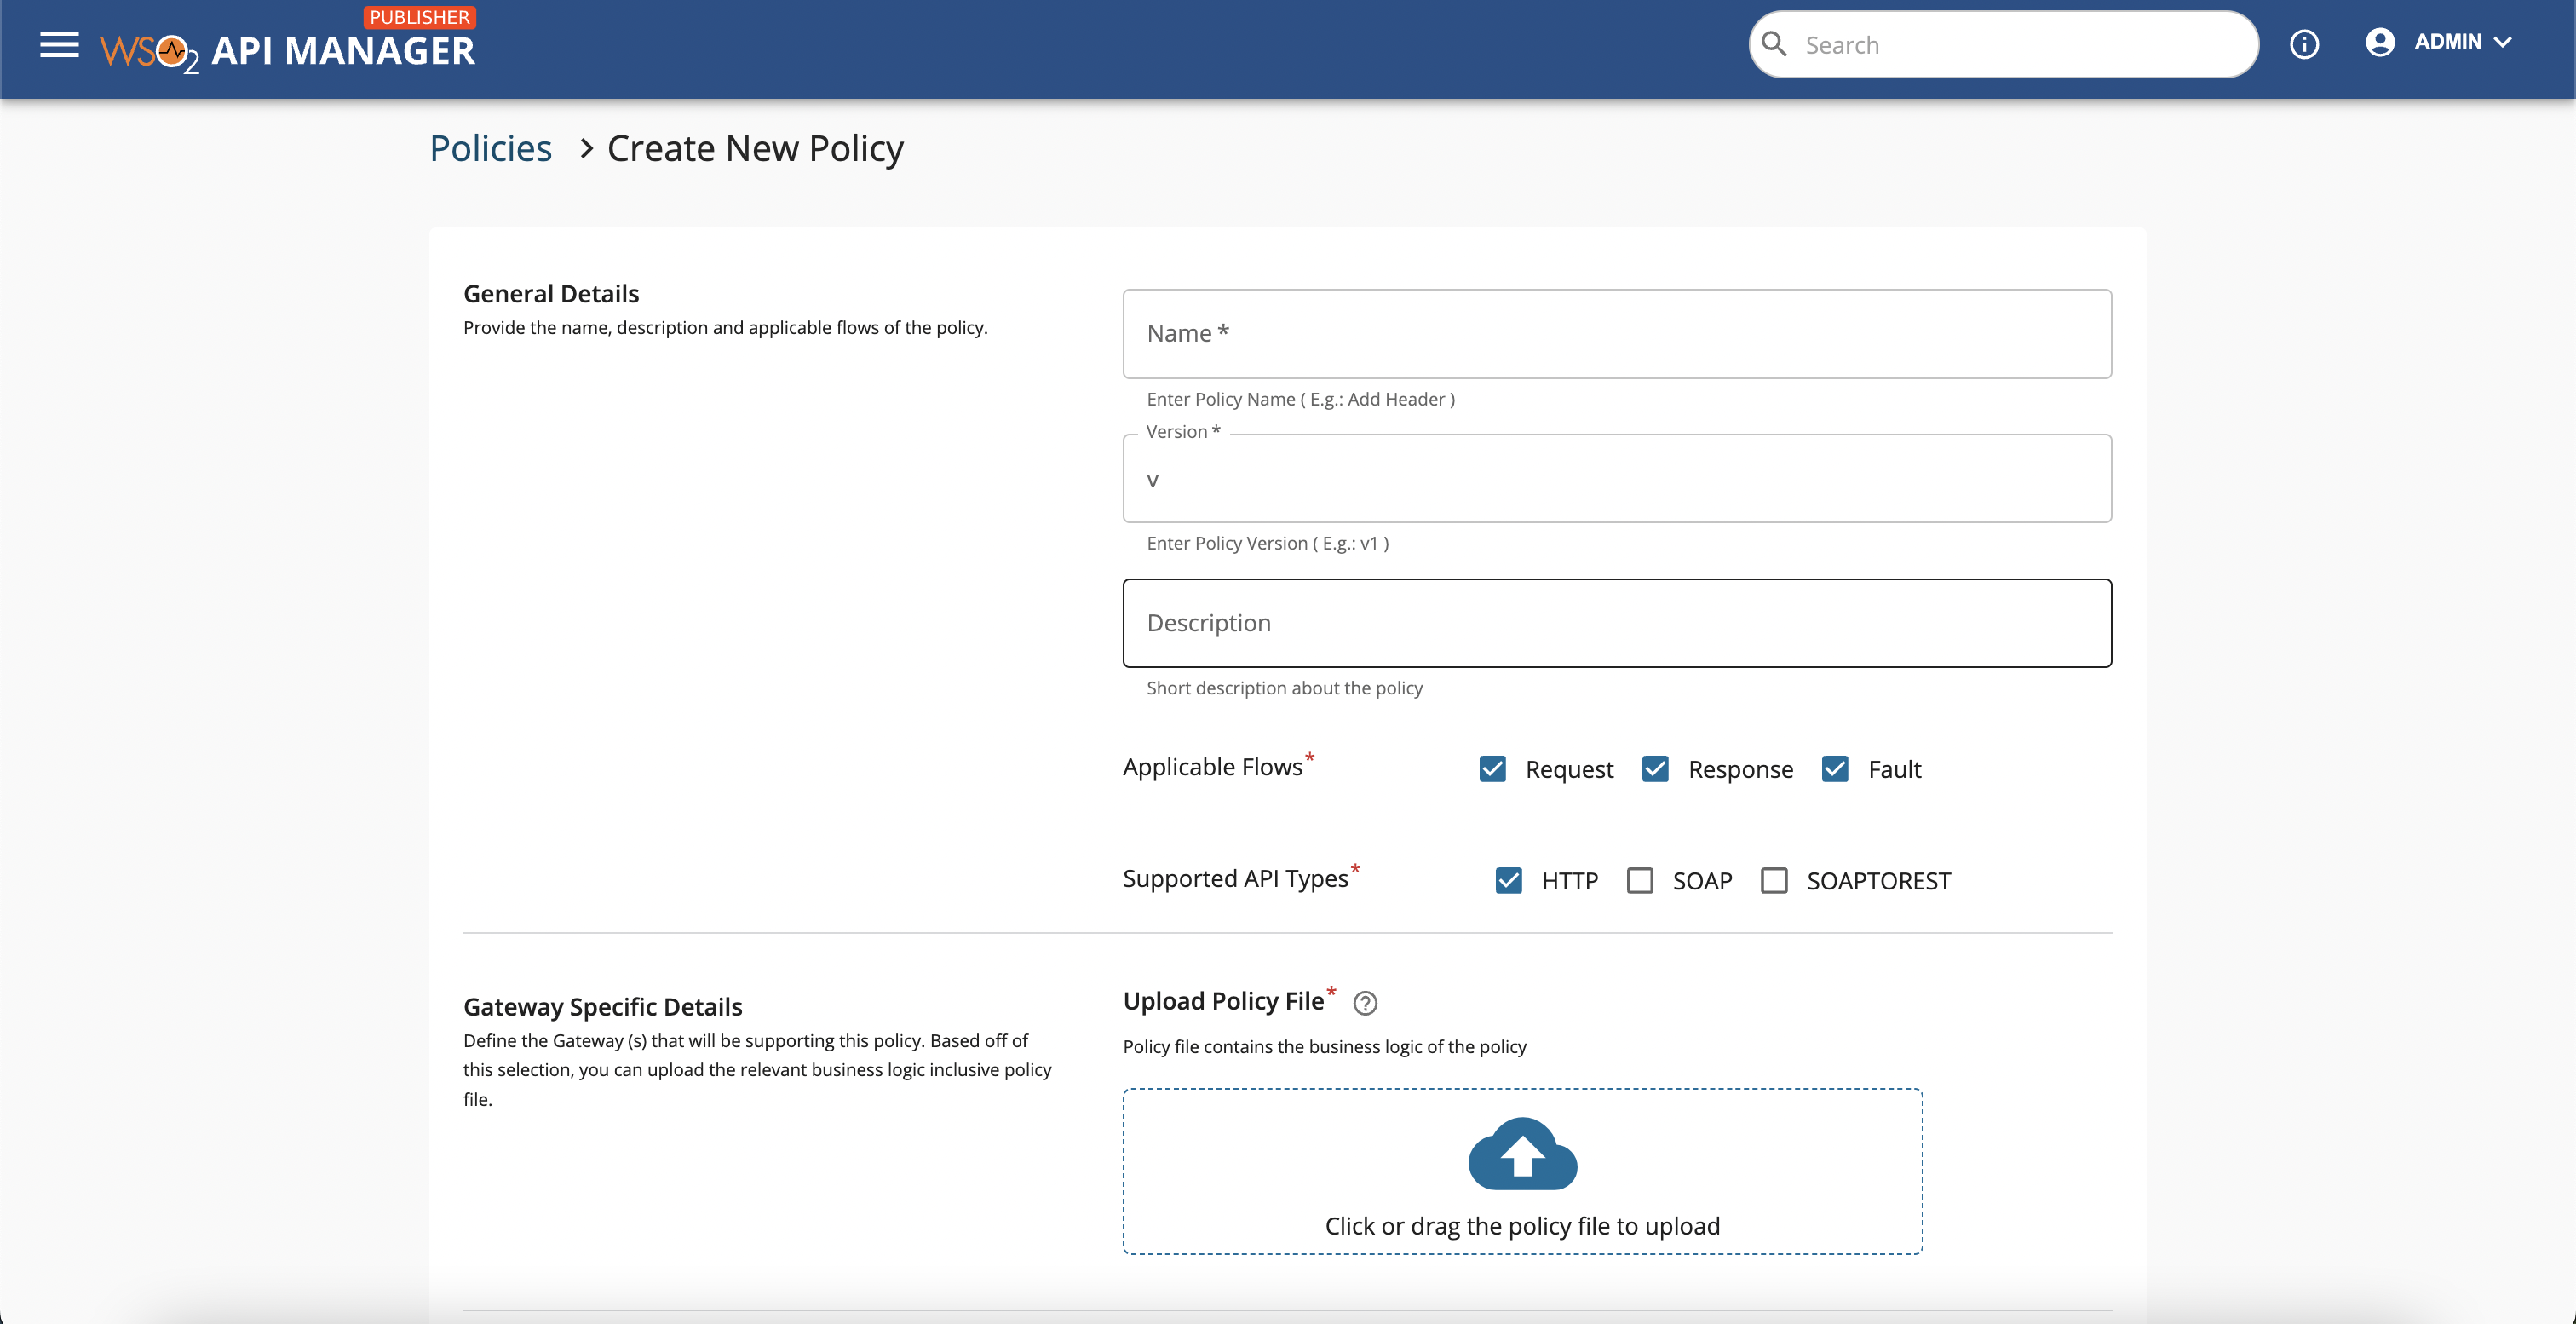 PUBLISHER
WSO2 API MANAGER
Search
ADMIN
Policies > Create New Policy
General Details
Provide the name, description and applicable flows of the policy.
Name *
Enter Policy Name ( E.g.: Add Header )
Version *
v
Enter Policy Version ( E.g.: v1 )
Description
Short description about the policy
Applicable Flows*
Request
Response
Fault
Supported API Types*
HTTP
SOAP
SOAPTOREST
Gateway Specific Details
Define the Gateway (s) that will be supporting this policy. Based off of
this selection, you can upload the relevant business logic inclusive policy
file.
Upload Policy File*
Policy file contains the business logic of the policy
Click or drag the policy file to upload